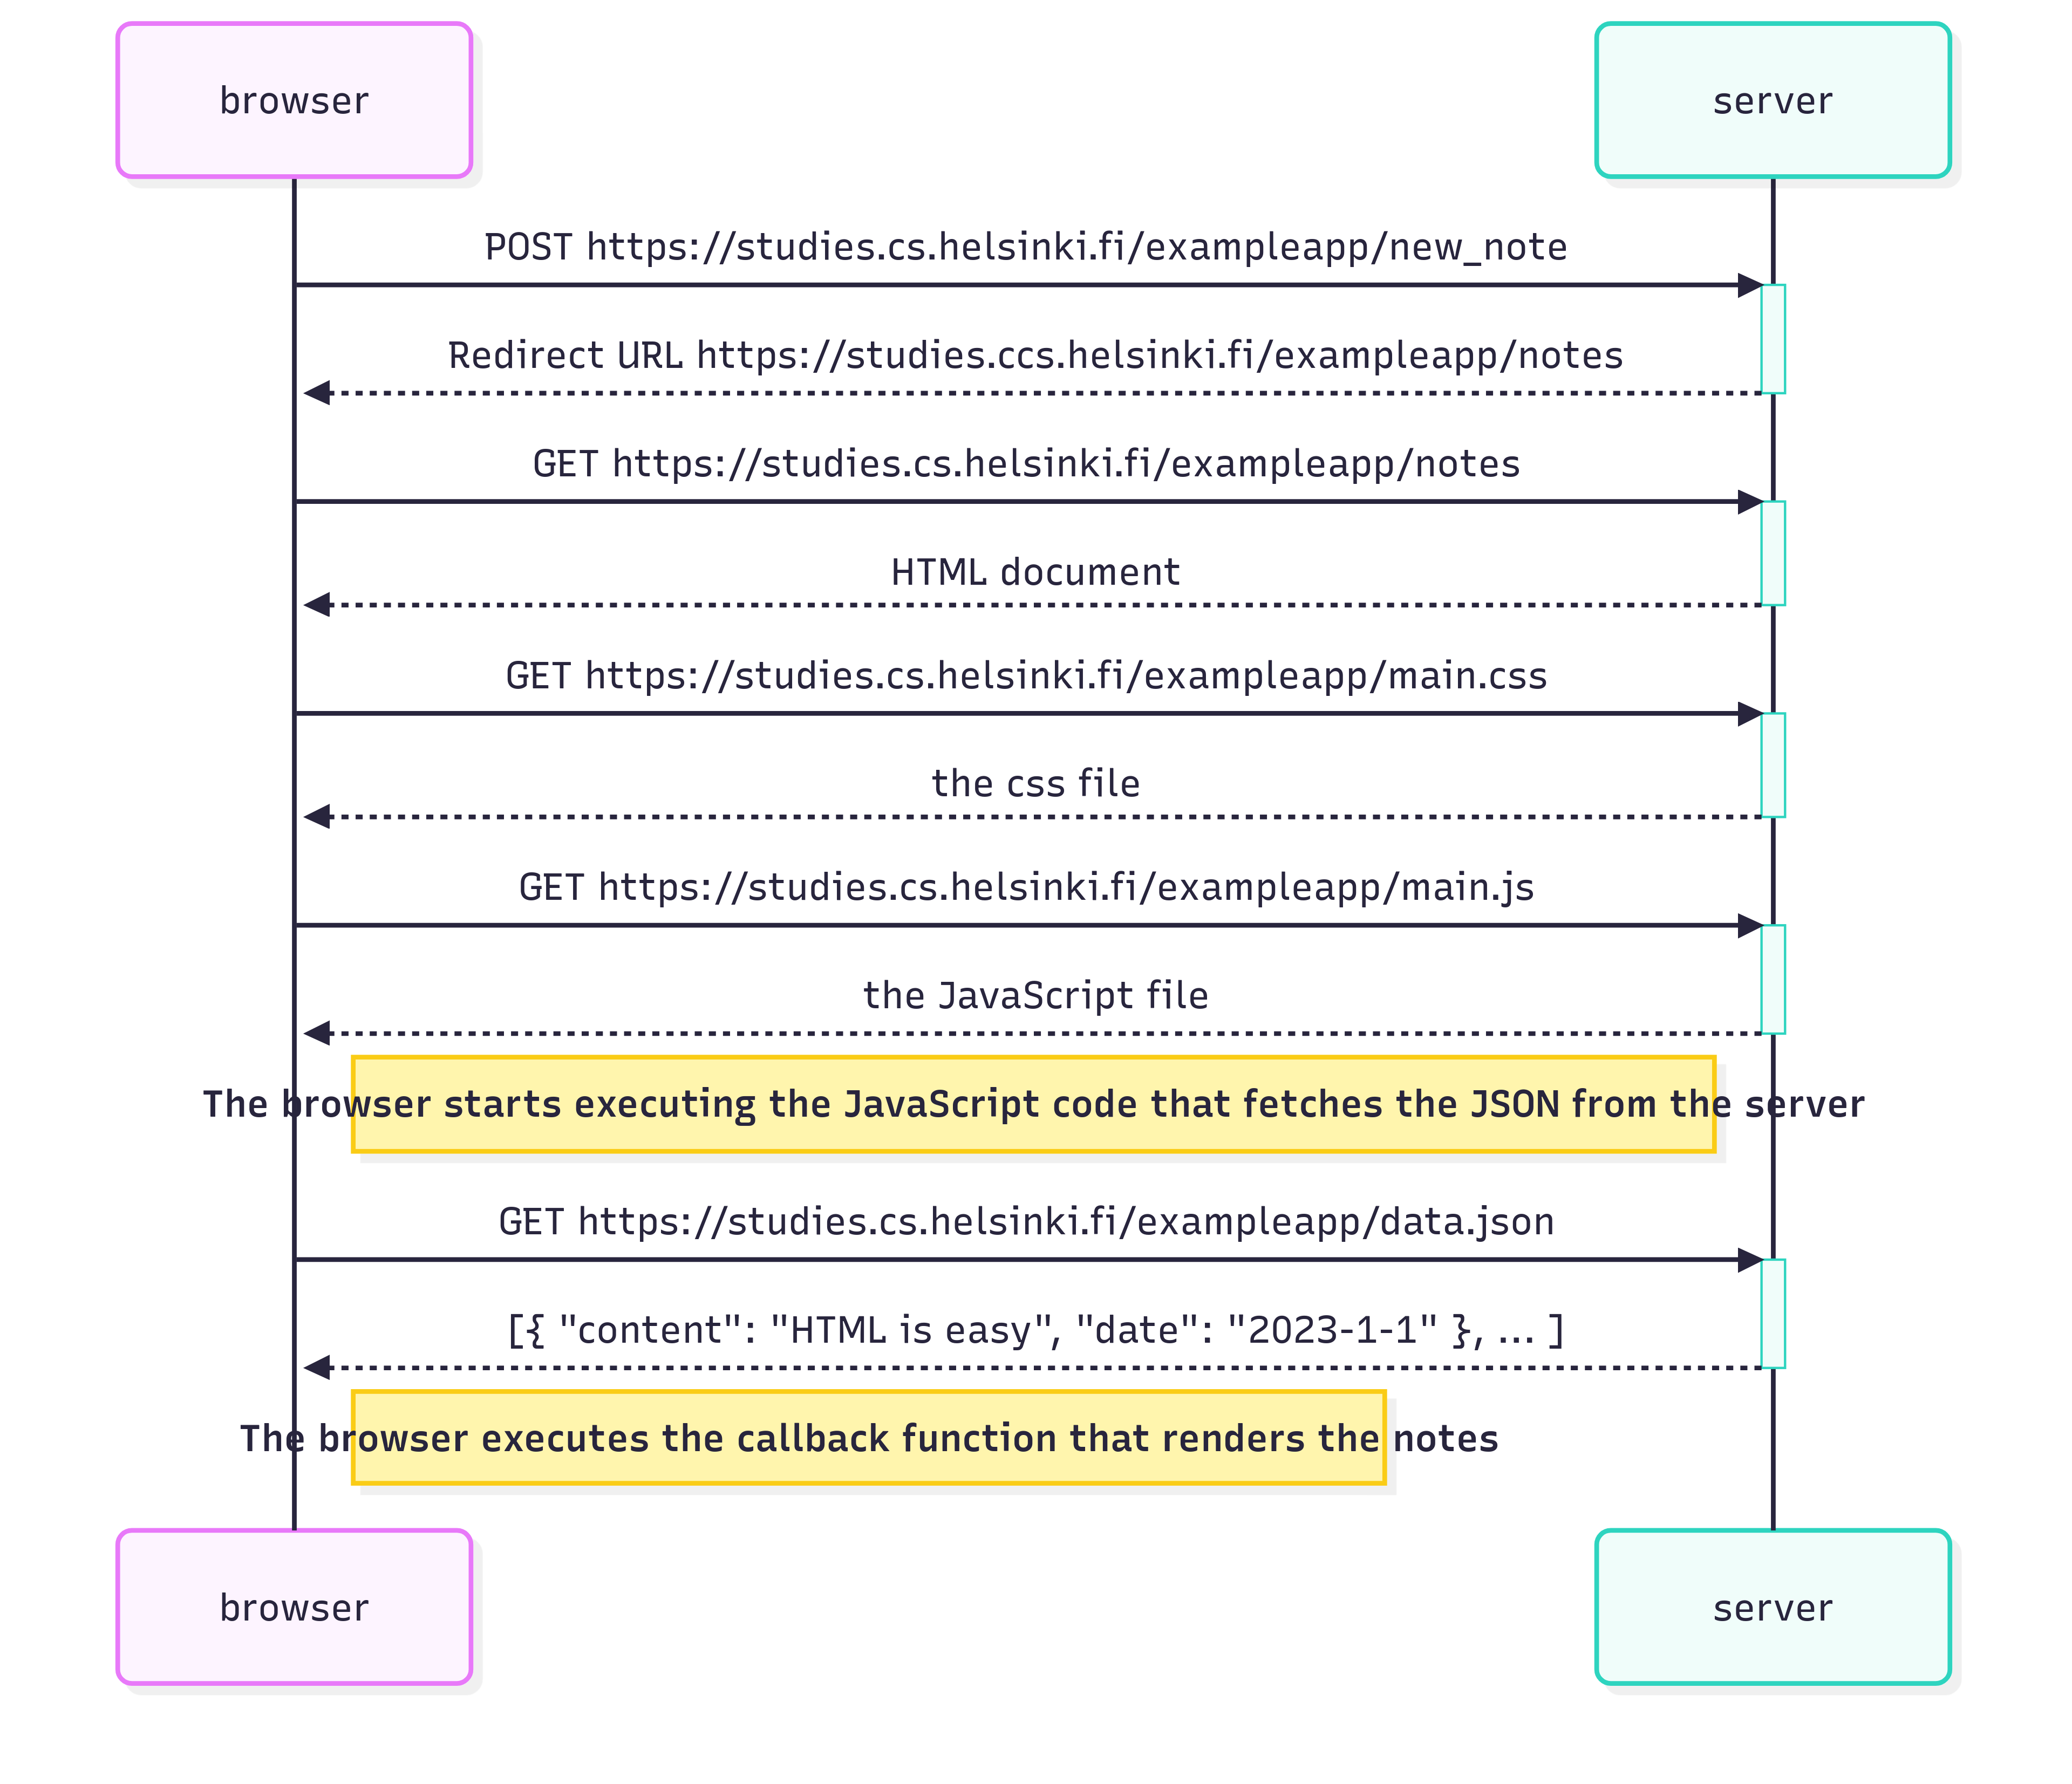 browser
server
POST https://studies.cs.helsinki.fi/exampleapp/new_note
Redirect URL https://studies.ccs.helsinki.fi/exampleapp/notes
GET https://studies.cs.helsinki.fi/exampleapp/notes
HTML document
GET https://studies.cs.helsinki.fi/exampleapp/main.css
the css file
GET https://studies.cs.helsinki.fi/exampleapp/main.js
the JavaScript file
The browser starts executing the JavaScript code that fetches the JSON from the server
GET https://studies.cs.helsinki.fi/exampleapp/data.json
[{ "content": "HTML is easy", "date": "2023-1-1" }, ... ]
The browser executes the callback function that renders the notes
browser
server